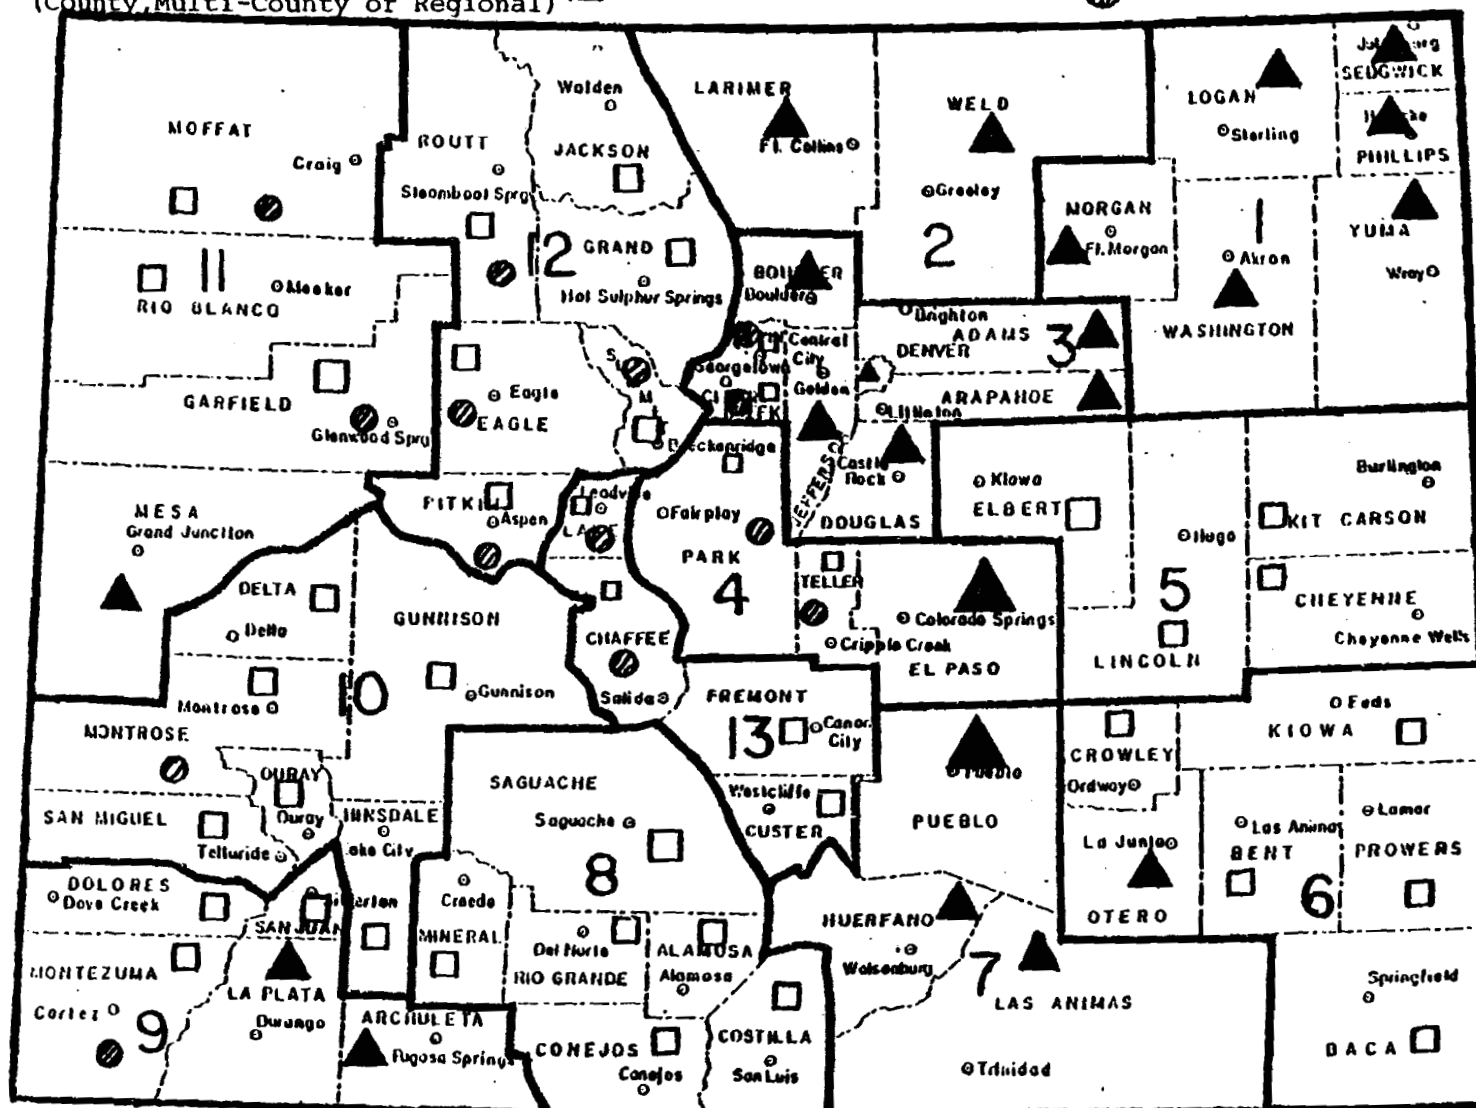 (County,Multi-County or Regional)
MOFFAT
Craig
ROUTT
Steamboat Sprg
Walden
JACKSON
LARIMER
Ft. Collins
WELD
Greeley
2
LOGAN
Sterling
SEDGWICK
PHILLIPS
MORGAN
Ft. Morgan
1
Akron
WASHINGTON
YUMA
Wray
11
Meeker
RIO BLANCO
12
GRAND
Hot Sulphur Springs
Boulder
Brighton
ADAMS
3
DENVER
ARAPAHOE
Littleton
Central
City
Georgetown
Golden
GARFIELD
Glenwood Sprg
Eagle
EAGLE
Breckenridge
Castle
Rock
DOUGLAS
Kiowa
ELBERT
Burlington
KIT CARSON
Hugo
5
LINCOLN
CHEYENNE
Cheyenne Wells
MESA
Grand Junction
PITKIN
Aspen
Leadville
LAKE
Fairplay
PARK
4
TELLER
Cripple Creek
Colorado Springs
EL PASO
DELTA
Delta
GUNNISON
Gunnison
10
CHAFFEE
Salida
Montrose
MONTROSE
FREMONT
13
Canon
City
Westcliffe
CUSTER
Pueblo
PUEBLO
CROWLEY
Ordway
Eads
KIOWA
OURAY
Ouray
SAN MIGUEL
Telluride
HINSDALE
Lake City
SAGUACHE
Saguache
8
La Junta
OTERO
Las Animas
BENT
6
Lamar
PROWERS
DOLORES
Dove Creek
SAN JUAN
Creede
MINERAL
Del Norte
RIO GRANDE
ALAMOSA
Alamosa
HUERFANO
Walsenburg
7
LAS ANIMAS
Trinidad
Springfield
BACA
MONTEZUMA
Cortez
9
LA PLATA
Durango
ARCHULETA
Pagosa Springs
CONEJOS
Conejos
COSTILLA
San Luis